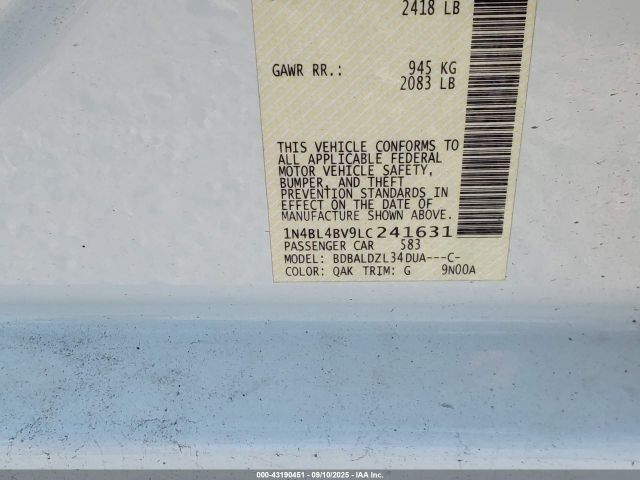 2418 LB
GAWR RR.: 945 KG
2083 LB
THIS VEHICLE CONFORMS TO
ALL APPLICABLE FEDERAL
MOTOR VEHICLE SAFETY,
BUMPER, AND THEFT
PREVENTION STANDARDS IN
EFFECT ON THE DATE OF
MANUFACTURE SHOWN ABOVE.
1N4BL4BV9LC241631
PASSENGER CAR 583
MODEL: BDBALDZL34DUA---C-
COLOR: QAK TRIM: G 9N00A
000-43190451 - 09/10/2025 - IAA Inc.